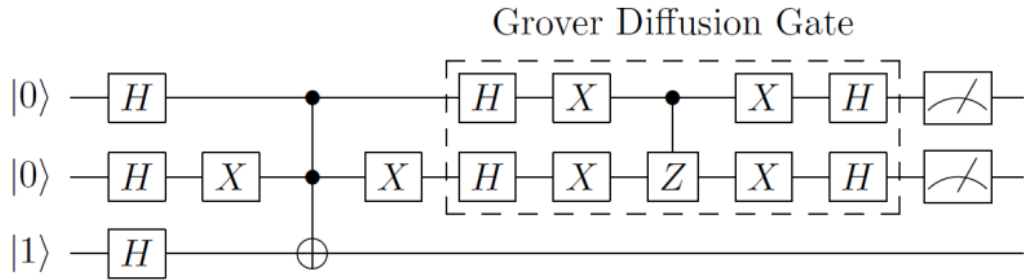 Grover Diffusion Gate
|0⟩ H H X X H
|0⟩ H X X H X Z X H
|1⟩ H